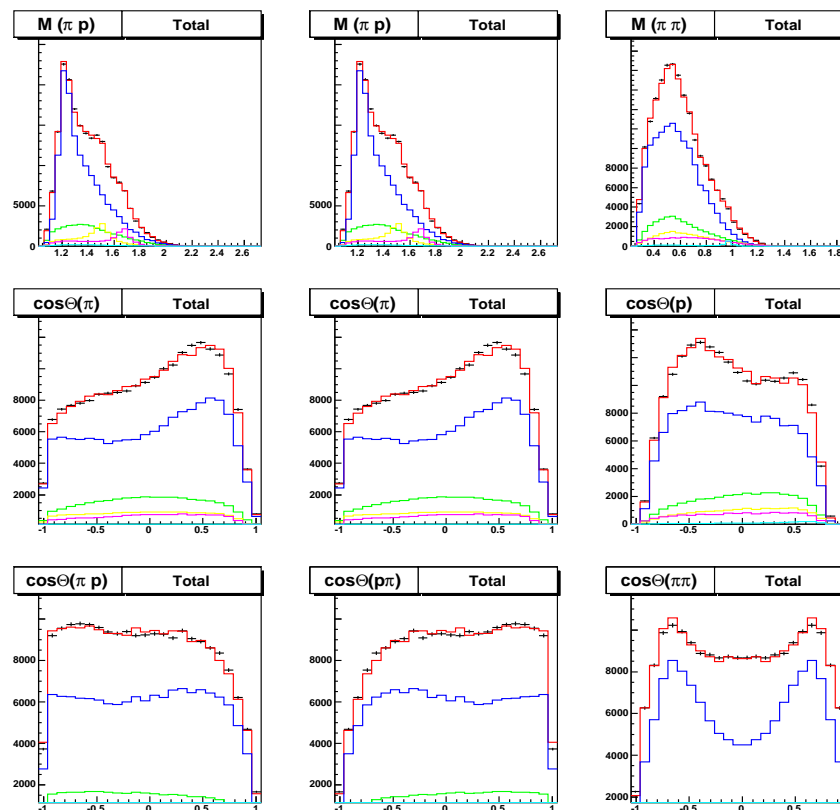 M (π p) Total M (π p) Total M (π π) Total
5000 5000 8000 6000 4000 2000 0
0 0
1.2 1.4 1.6 1.8 2 2.2 2.4 2.6 1.2 1.4 1.6 1.8 2 2.2 2.4 2.6 0.4 0.6 0.8 1 1.2 1.4 1.6 1.8
cosΘ(π) Total cosΘ(π) Total cosΘ(p) Total
8000 8000 8000
6000 6000 6000
4000 4000 4000
2000 2000 2000
0
-1 -0.5 0 0.5 1 -1 -0.5 0 0.5 1 -1 -0.5 0 0.5
cosΘ(π p) Total cosΘ(pπ) Total cosΘ(ππ) Total
10000
8000 8000 8000
6000 6000 6000
4000 4000 4000
2000 2000 2000
-1 -0.5 0 0.5 1 -1 -0.5 0 0.5 1 -1 -0.5 0 0.5